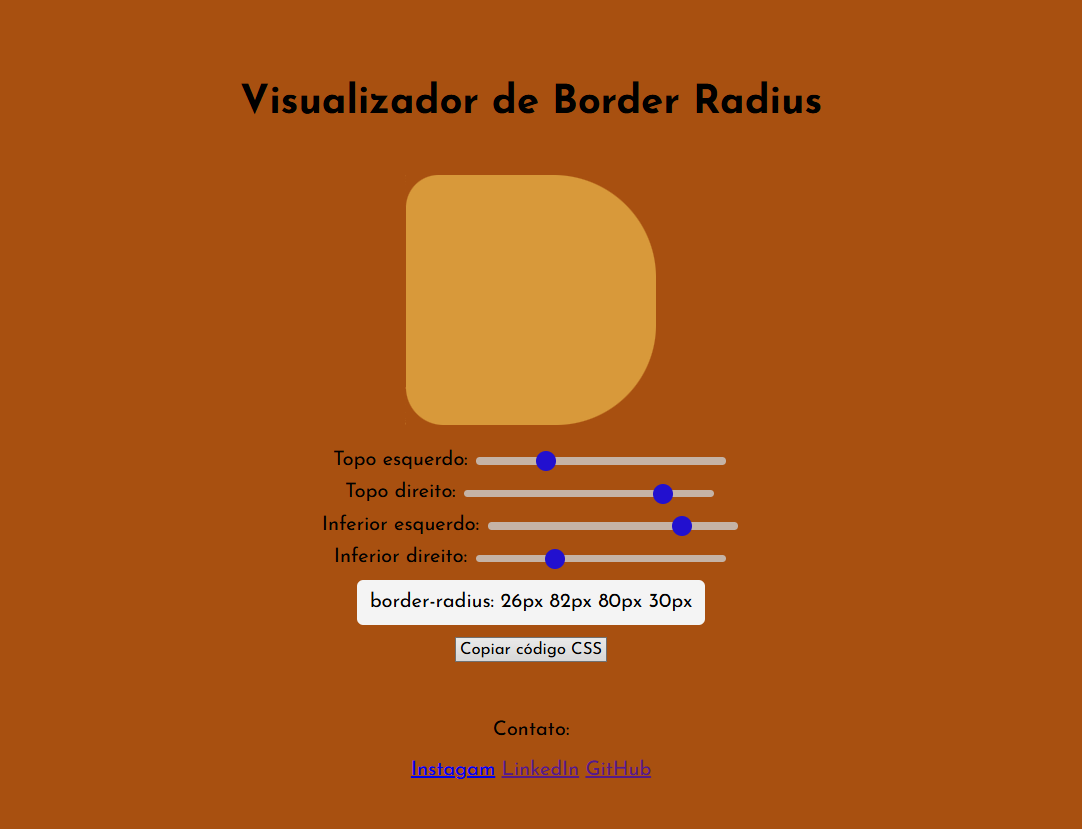 Visualizador de Border Radius
Topo esquerdo:
Topo direito:
Inferior esquerdo:
Inferior direito:
border-radius: 26px 82px 80px 30px
Copiar código CSS
Contato:
Instagam LinkedIn GitHub